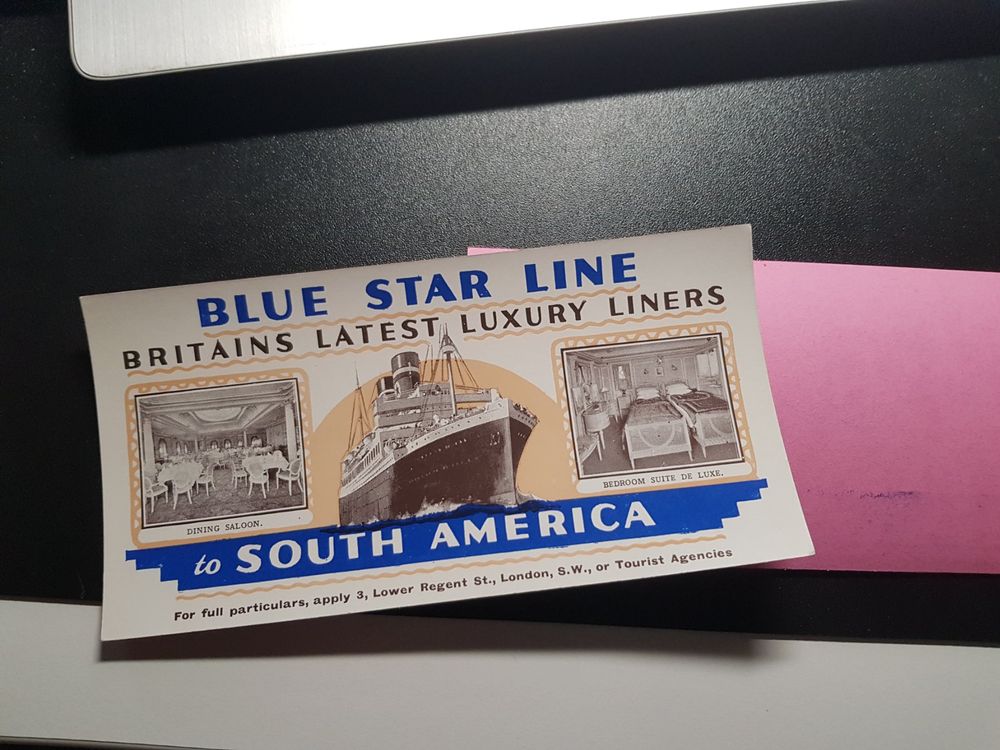 BLUE STAR LINE
BRITAINS LATEST LUXURY LINERS
DINING SALOON.
BEDROOM SUITE DE LUXE.
to SOUTH AMERICA
For full particulars, apply 3, Lower Regent St., London, S.W., or Tourist Agencies